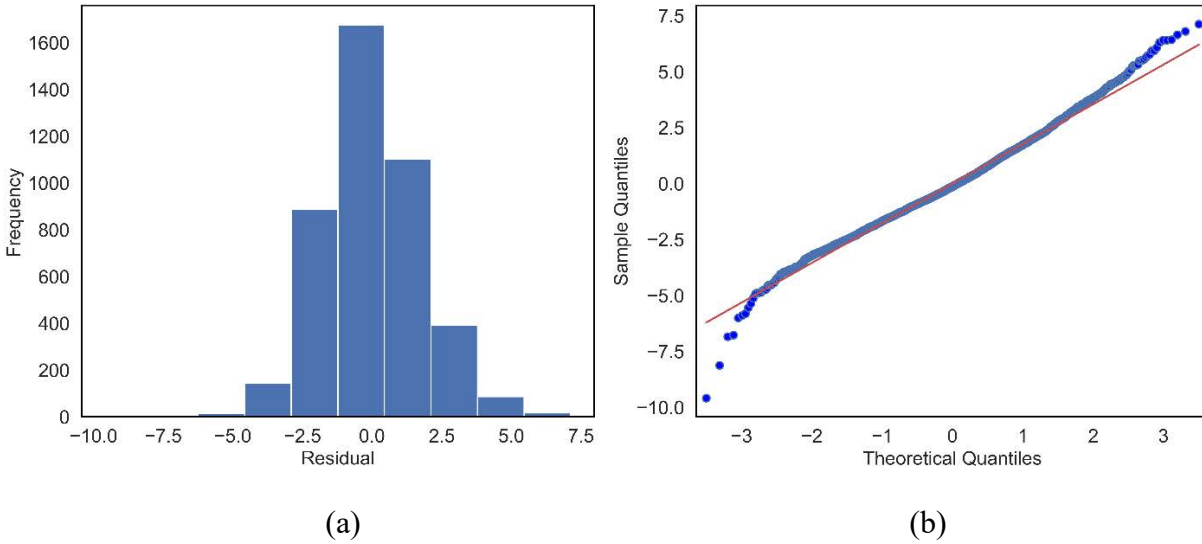 1600
1400
1200
1000
800
600
400
200
0
Frequency
−10.0 −7.5 −5.0 −2.5 0.0 2.5 5.0 7.5
Residual
(a)
7.5
5.0
2.5
0.0
−2.5
−5.0
−7.5
−10.0
Sample Quantiles
−3 −2 −1 0 1 2 3
Theoretical Quantiles
(b)